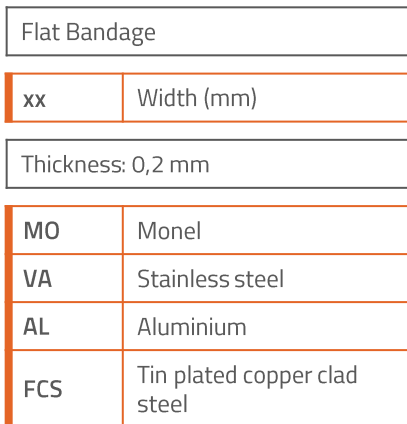 Flat Bandage
xx Width (mm)
Thickness: 0,2 mm
MO Monel
VA Stainless steel
AL Aluminium
FCS Tin plated copper clad
steel